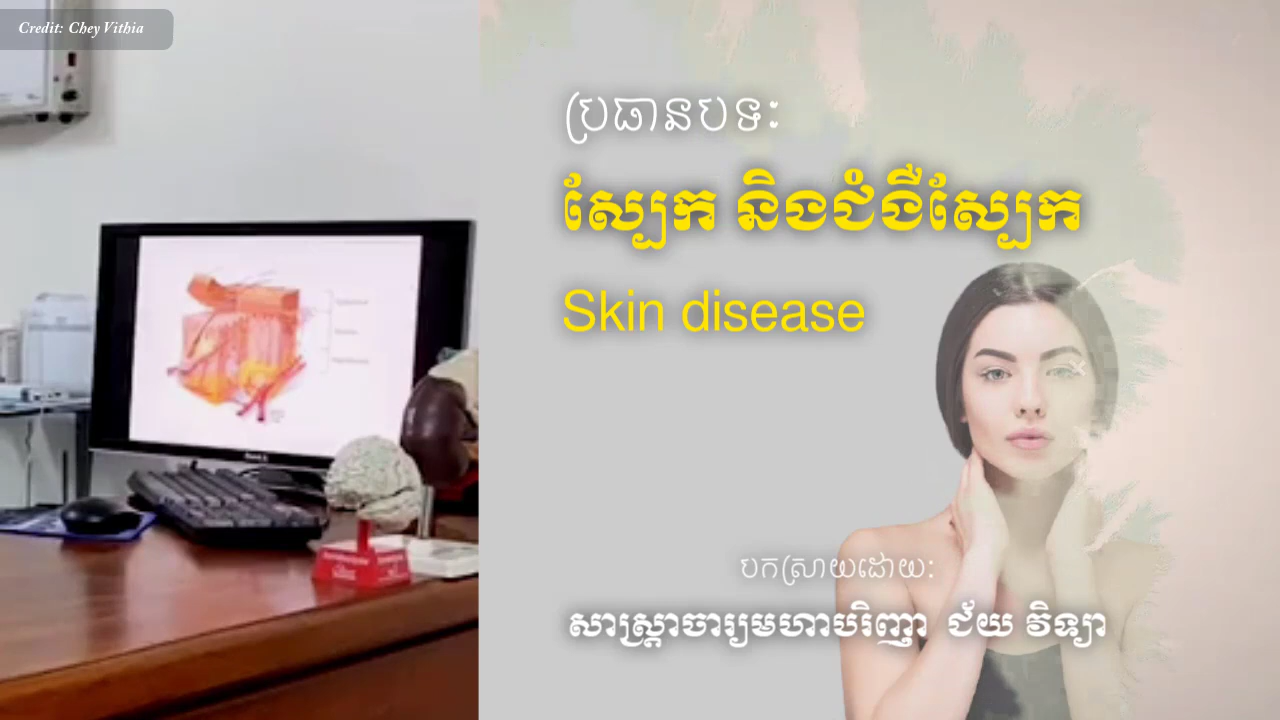 Credit: Chey Vithia
ប្រធានបទ:
ស្បែក និងជំងឺស្បែក
Skin disease
បកស្រាយដោយ:
សាស្ត្រាចារ្យមហាបរិញ្ញា ជ័យ វិទ្យា